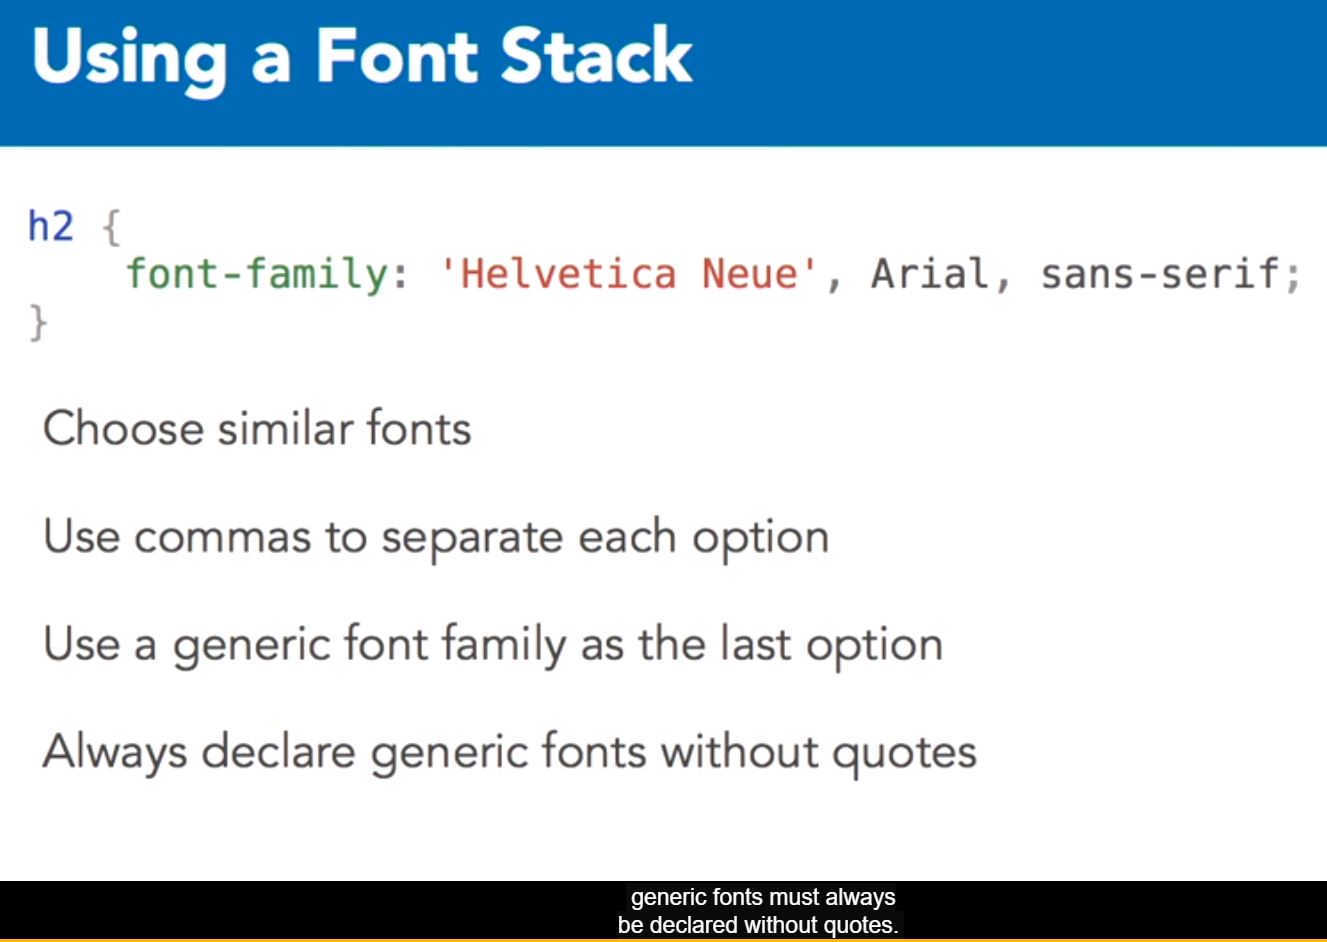 Using a Font Stack
h2 {
    font-family: 'Helvetica Neue', Arial, sans-serif;
}
Choose similar fonts
Use commas to separate each option
Use a generic font family as the last option
Always declare generic fonts without quotes
generic fonts must always
be declared without quotes.